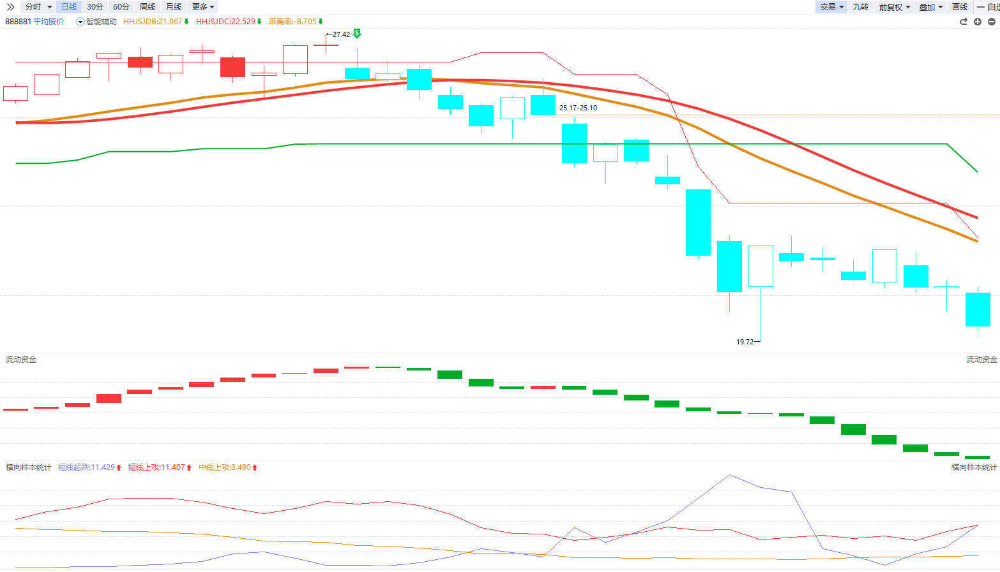 分时 日线 30分 60分 周线 月线 更多 交易 九转 前复权 叠加 画线 一自选
888881 平均股价 智能辅助 HHJSJDB:21.967 HHJSJDC:22.529 乖离率:-8.705
27.42 S
25.17-25.10
19.72
流动资金 流动资金
横向样本统计 短线超跌:11.429 短线上攻:11.407 中线上攻:3.490 横向样本统计